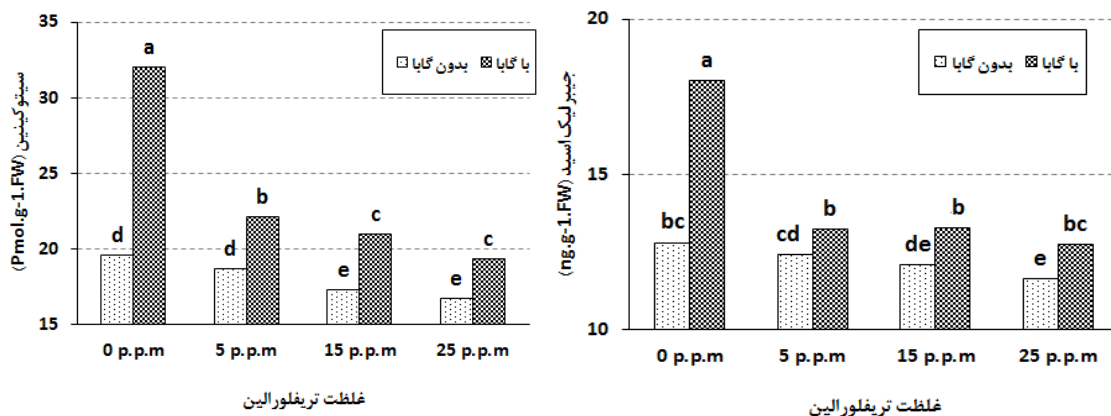 سیتوکینین (Pmol.g-1.FW)
35
30
25
20
15
بدون گابا
با گابا
a
b
c
c
d
d
e
e
0 p.p.m
5 p.p.m
15 p.p.m
25 p.p.m
غلظت تریفلورالین
جیبرلیک اسید (ng.g-1.FW)
20
15
10
بدون گابا
با گابا
a
b
b
bc
bc
cd
de
e
0 p.p.m
5 p.p.m
15 p.p.m
25 p.p.m
غلظت تریفلورالین